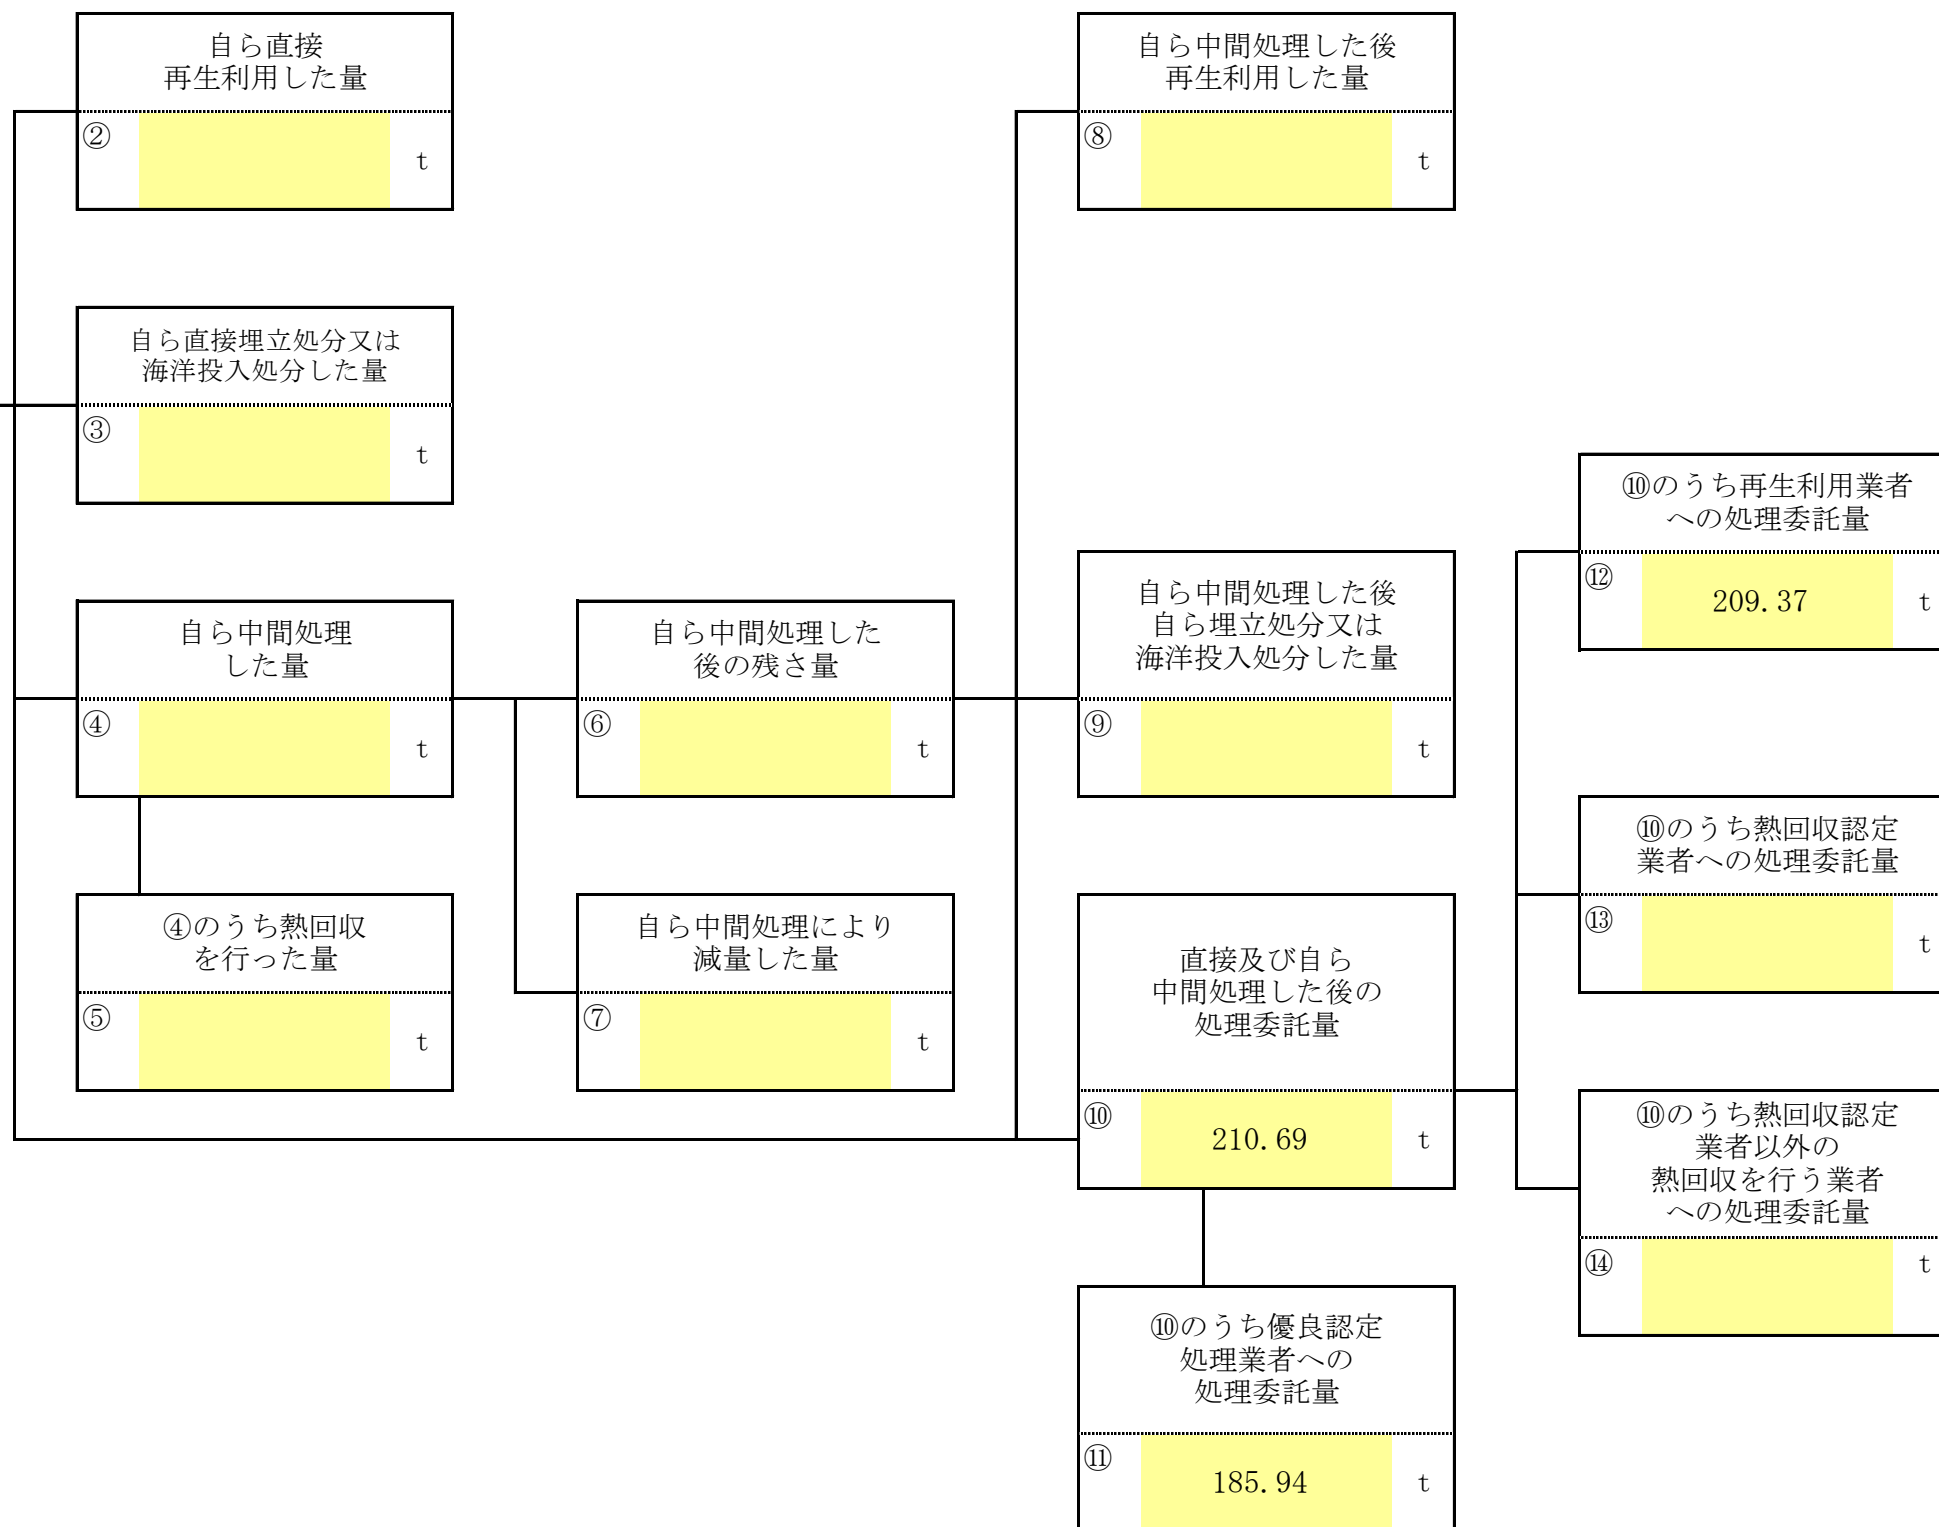 自ら直接
再生利用した量
②
t
自ら中間処理した後
再生利用した量
⑧
t
自ら直接埋立処分又は
海洋投入処分した量
③
t
⑩のうち再生利用業者
への処理委託量
⑫
209.37
t
自ら中間処理
した量
④
t
自ら中間処理した
後の残さ量
⑥
t
自ら中間処理した後
自ら埋立処分又は
海洋投入処分した量
⑨
t
⑩のうち熱回収認定
業者への処理委託量
⑬
t
④のうち熱回収
を行った量
⑤
t
自ら中間処理により
減量した量
⑦
t
直接及び自ら
中間処理した後の
処理委託量
⑩
210.69
t
⑩のうち熱回収認定
業者以外の
熱回収を行う業者
への処理委託量
⑭
t
⑩のうち優良認定
処理業者への
処理委託量
⑪
185.94
t